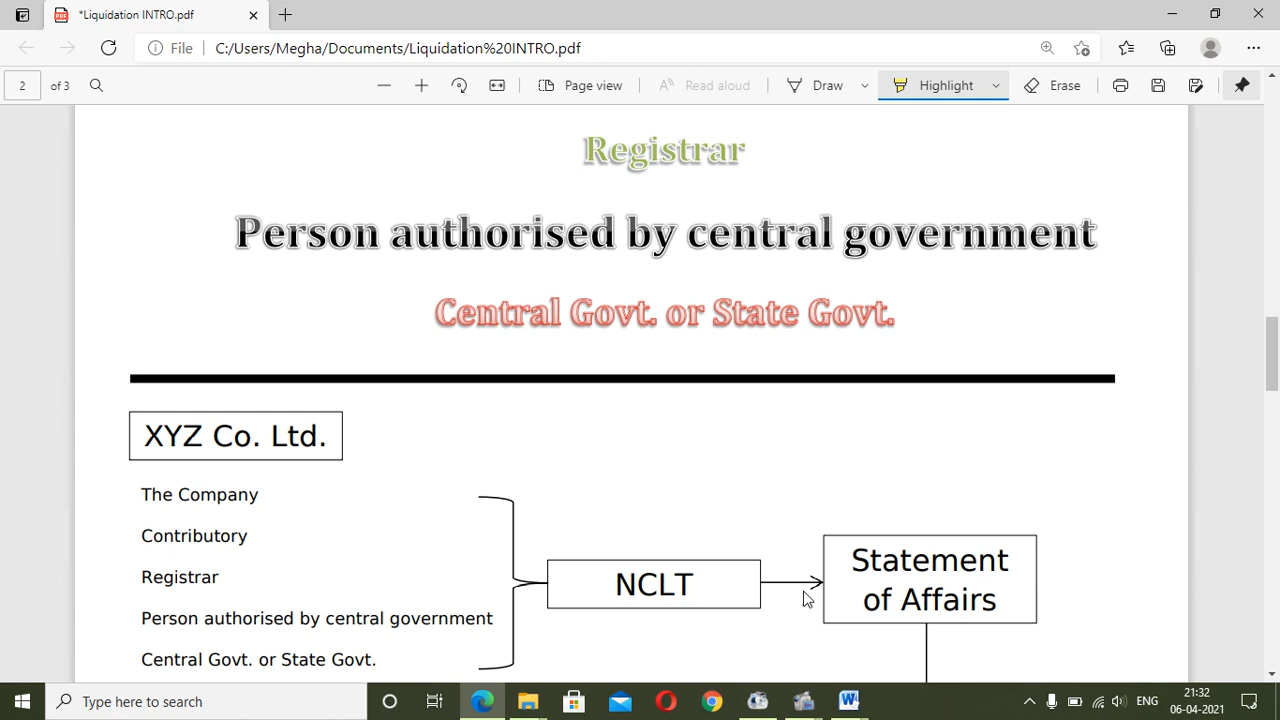 *Liquidation INTRO.pdf
File C:/Users/Megha/Documents/Liquidation%20INTRO.pdf
2 of 3 Page view Read aloud Draw Highlight Erase
Registrar
Person authorised by central government
Central Govt. or State Govt.
XYZ Co. Ltd.
The Company
Contributory
Registrar
Person authorised by central government
Central Govt. or State Govt.
NCLT
Statement
of Affairs
Type here to search
ENG
21:32
06-04-2021